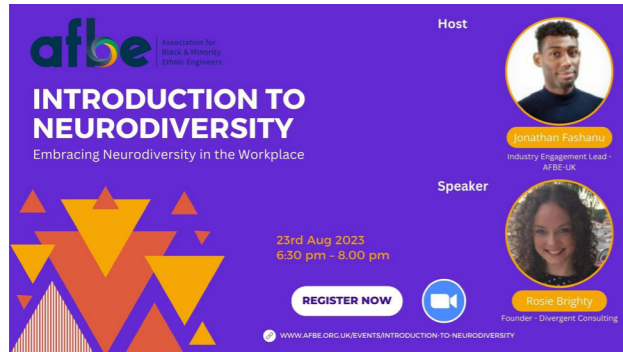 afbe
Association for
Black & Minority
Ethnic Engineers
INTRODUCTION TO
NEURODIVERSITY
Embracing Neurodiversity in the Workplace
Host
Jonathan Fashanu
Industry Engagement Lead -
AFBE-UK
Speaker
Rosie Brighty
Founder - Divergent Consulting
23rd Aug 2023
6:30 pm - 8.00 pm
REGISTER NOW
WWW.AFBE.ORG.UK/EVENTS/INTRODUCTION-TO-NEURODIVERSITY